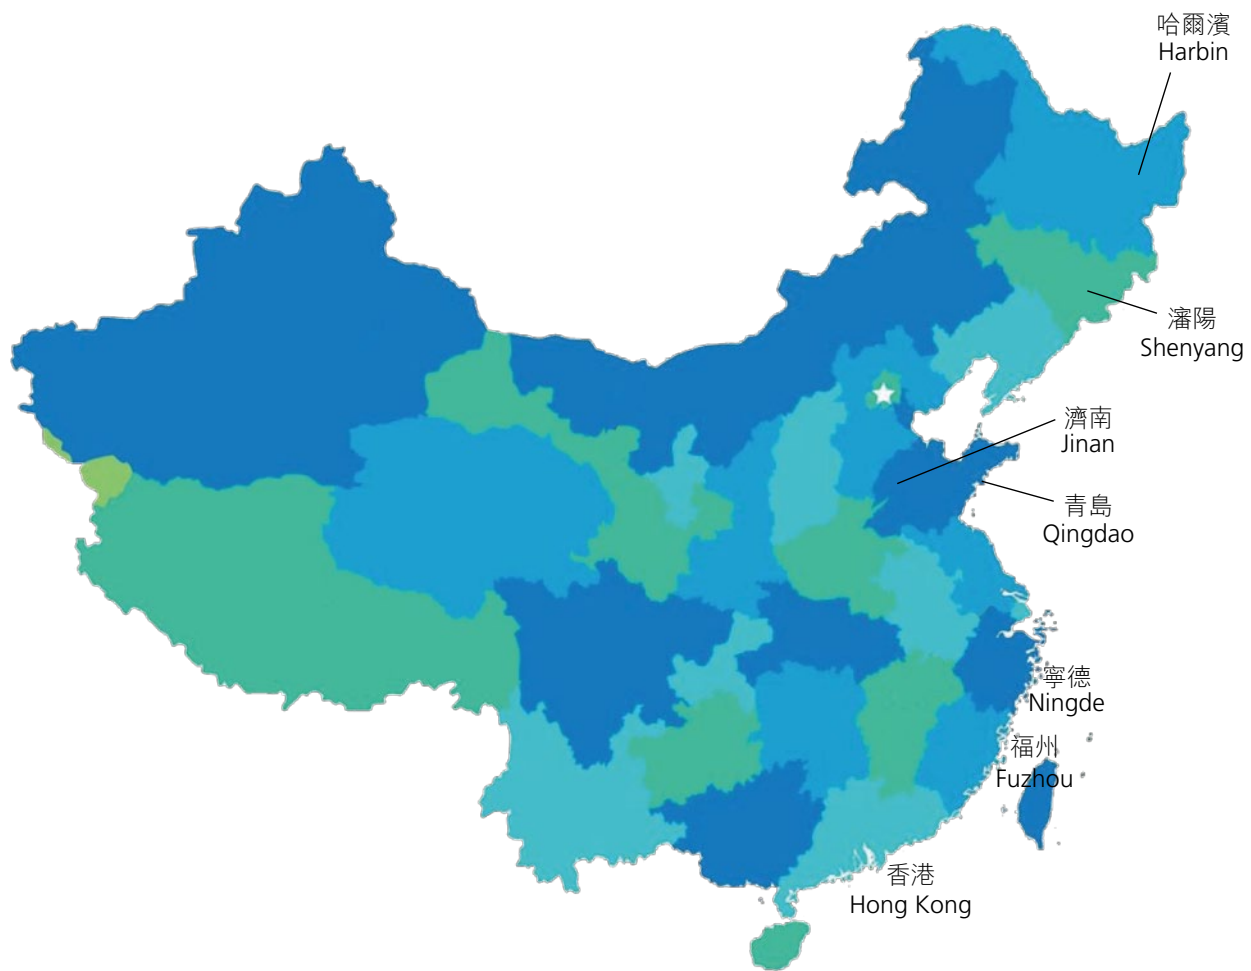 哈爾濱
Harbin
瀋陽
Shenyang
濟南
Jinan
青島
Qingdao
寧德
Ningde
福州
Fuzhou
香港
Hong Kong